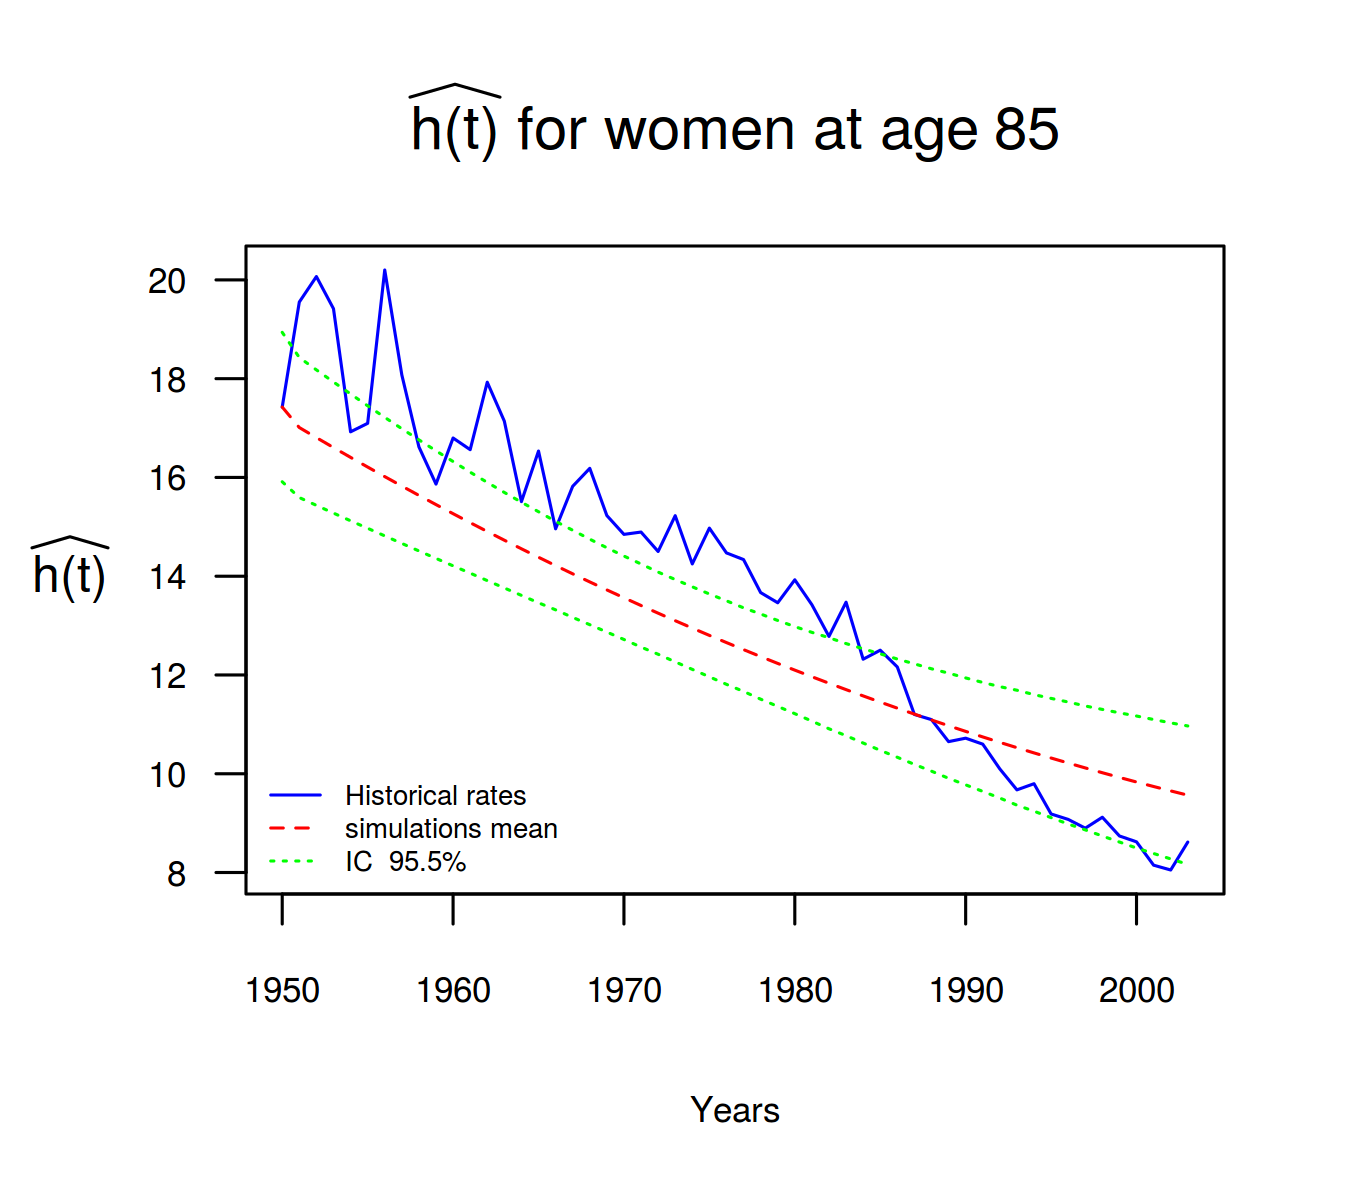 h(t) for women at age 85
20
18
16
14
12
10
8
h(t)
Historical rates
simulations mean
IC 95.5%
1950 1960 1970 1980 1990 2000
Years